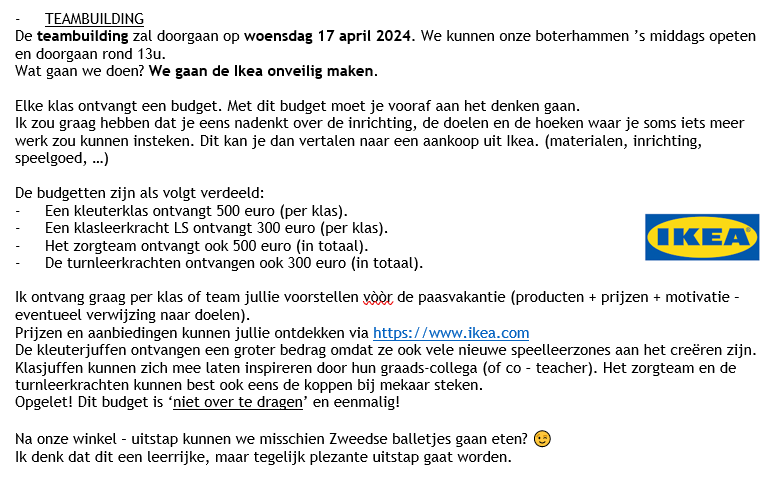 - TEAMBUILDING
De teambuilding zal doorgaan op woensdag 17 april 2024. We kunnen onze boterhammen ’s middags opeten
en doorgaan rond 13u.
Wat gaan we doen? We gaan de Ikea onveilig maken.
Elke klas ontvangt een budget. Met dit budget moet je vooraf aan het denken gaan.
Ik zou graag hebben dat je eens nadenkt over de inrichting, de doelen en de hoeken waar je soms iets meer
werk zou kunnen insteken. Dit kan je dan vertalen naar een aankoop uit Ikea. (materialen, inrichting,
speelgoed, …)
De budgetten zijn als volgt verdeeld:
- Een kleuterklas ontvangt 500 euro (per klas).
- Een klasleerkracht LS ontvangt 300 euro (per klas).
- Het zorgteam ontvangt ook 500 euro (in totaal).
- De turnleerkrachten ontvangen ook 300 euro (in totaal).
IKEA
Ik ontvang graag per klas of team jullie voorstellen vòòr de paasvakantie (producten + prijzen + motivatie –
eventueel verwijzing naar doelen).
Prijzen en aanbiedingen kunnen jullie ontdekken via https://www.ikea.com
De kleuterjuffen ontvangen een groter bedrag omdat ze ook vele nieuwe speelleerzones aan het creëren zijn.
Klasjuffen kunnen zich mee laten inspireren door hun graads-collega (of co – teacher). Het zorgteam en de
turnleerkrachten kunnen best ook eens de koppen bij mekaar steken.
Opgelet! Dit budget is ‘niet over te dragen’ en eenmalig!
Na onze winkel – uitstap kunnen we misschien Zweedse balletjes gaan eten? 😉
Ik denk dat dit een leerrijke, maar tegelijk plezante uitstap gaat worden.